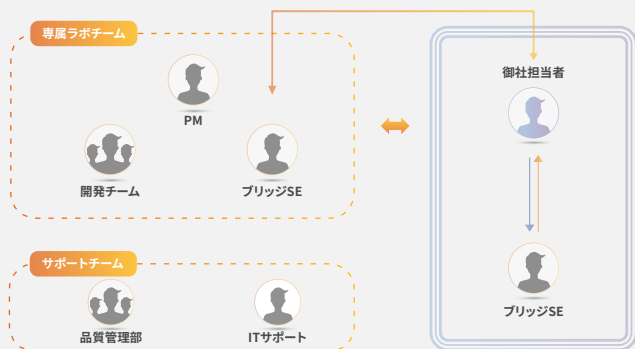 専属ラボチーム
PM
開発チーム
ブリッジSE
サポートチーム
品質管理部
ITサポート
御社担当者
ブリッジSE